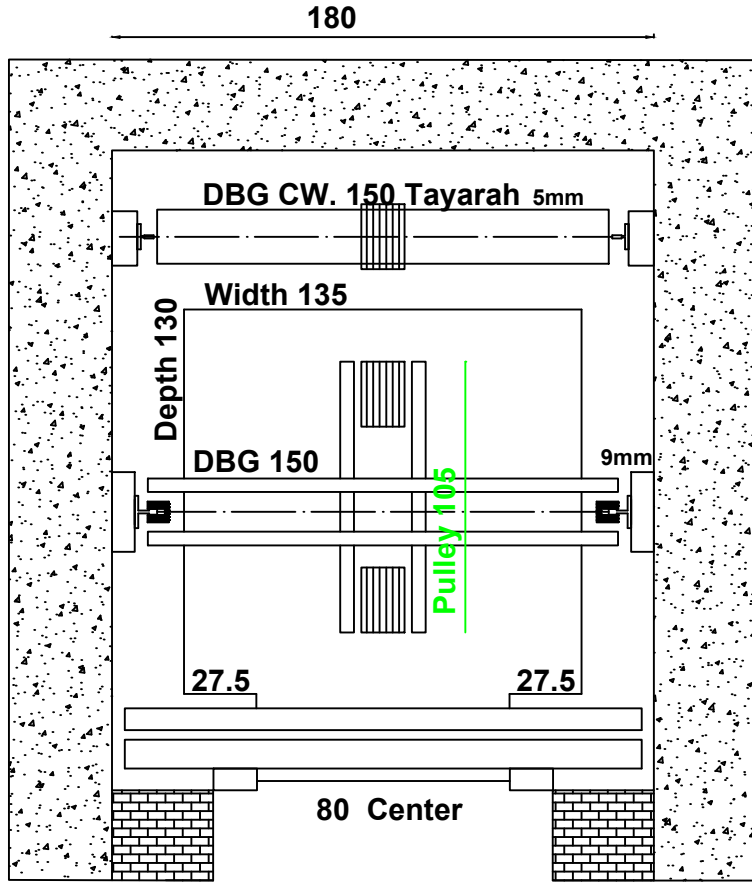 180
DBG CW. 150 Tayarah 5mm
Width 135
Depth 130
DBG 150
9mm
Pulley 105
27.5
27.5
80 Center